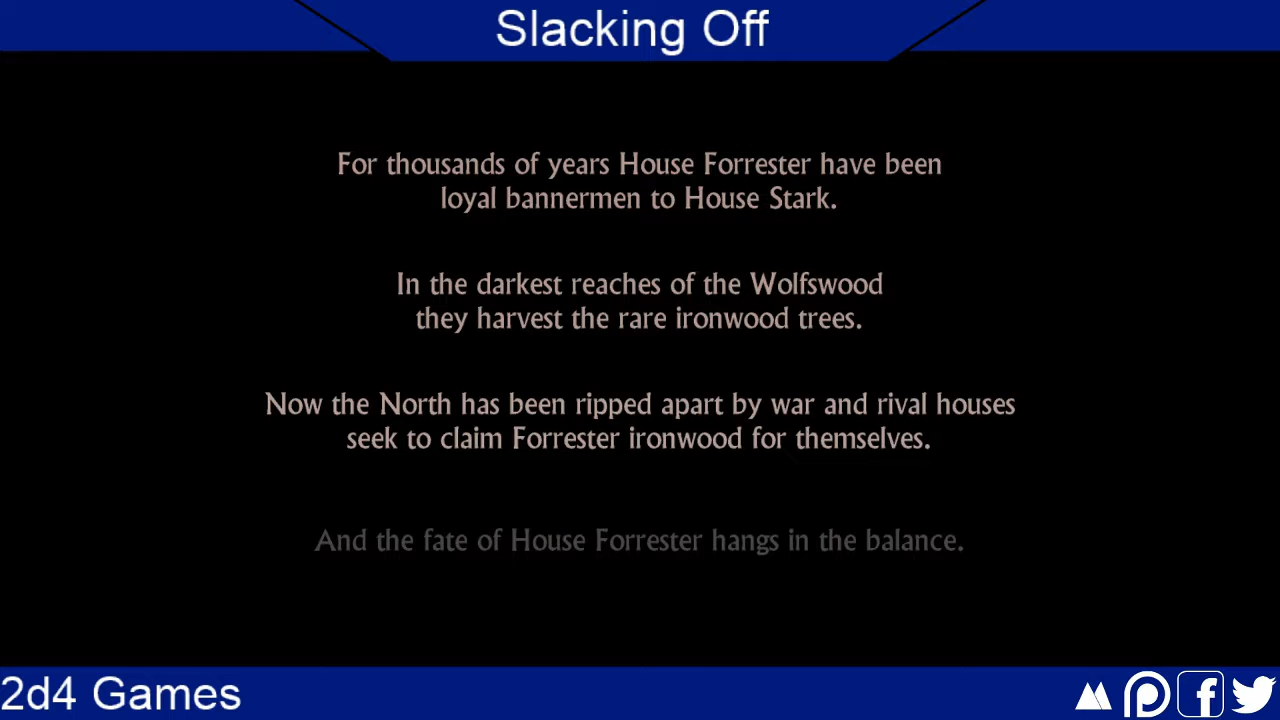 Slacking Off
For thousands of years House Forrester have been
loyal bannermen to House Stark.
In the darkest reaches of the Wolfswood
they harvest the rare ironwood trees.
Now the North has been ripped apart by war and rival houses
seek to claim Forrester ironwood for themselves.
And the fate of House Forrester hangs in the balance.
2d4 Games